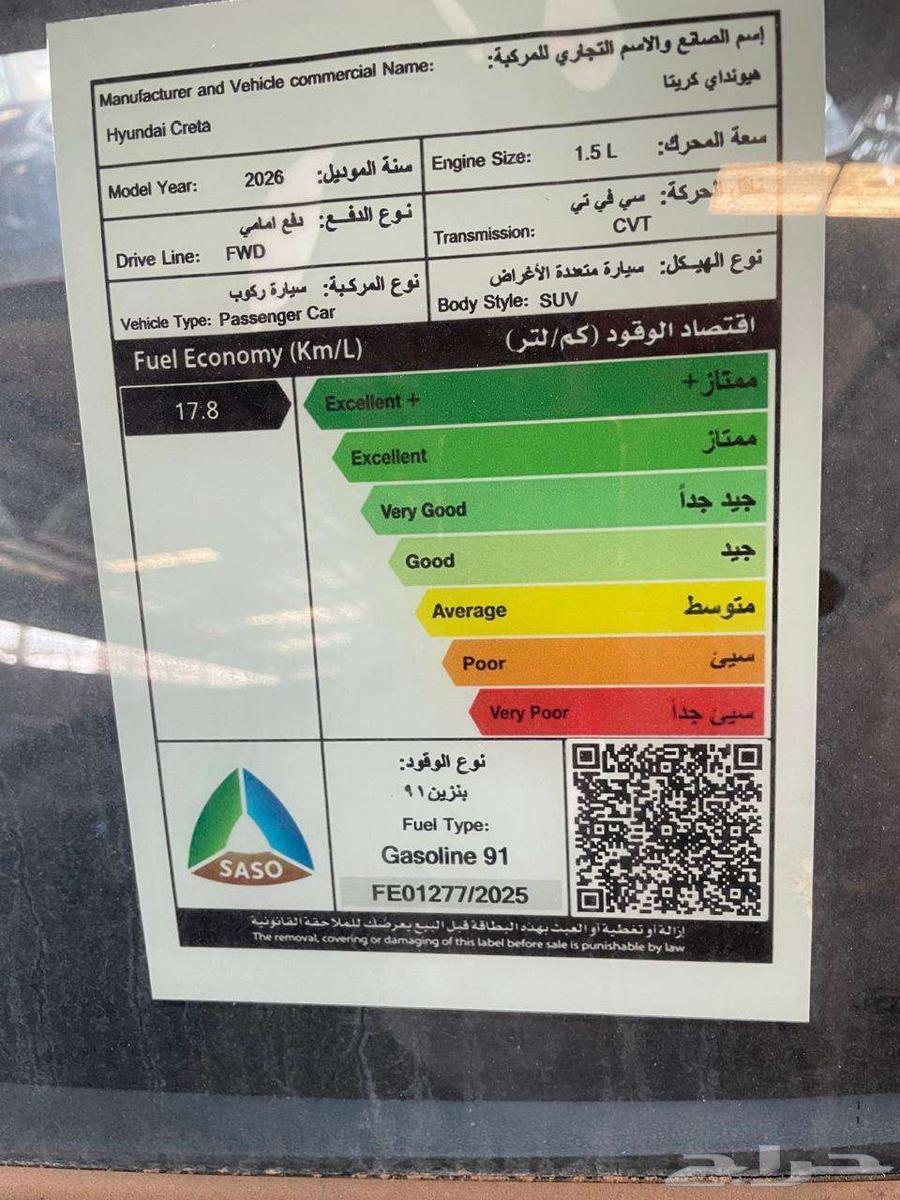 إسم الصانع والاسم التجاري للمركبة:
Manufacturer and Vehicle commercial Name:
هيونداي كريتا
Hyundai Creta
Model Year: 2026 سنة الموديل:
Engine Size: 1.5 L سعة المحرك:
نوع الدفع: دفع امامي
Drive Line: FWD
الحركة: سي في تي
Transmission: CVT
نوع المركبة: سيارة ركوب
Vehicle Type: Passenger Car
نوع الهيكل: سيارة متعدة الأغراض
Body Style: SUV
Fuel Economy (Km/L) اقتصاد الوقود (كم/لتر)
17.8
Excellent + ممتاز+
Excellent ممتاز
Very Good جيد جداً
Good جيد
Average متوسط
Poor سيئ
Very Poor سيئ جداً
SASO
نوع الوقود:
بنزين ٩١
Fuel Type:
Gasoline 91
FE01277/2025
ازالة أو تغطية أو العبث بهذه البطاقة قبل البيع يعرضك للملاحقة القانونية
The removal, covering or damaging of this label before sale is punishable by law
حراج